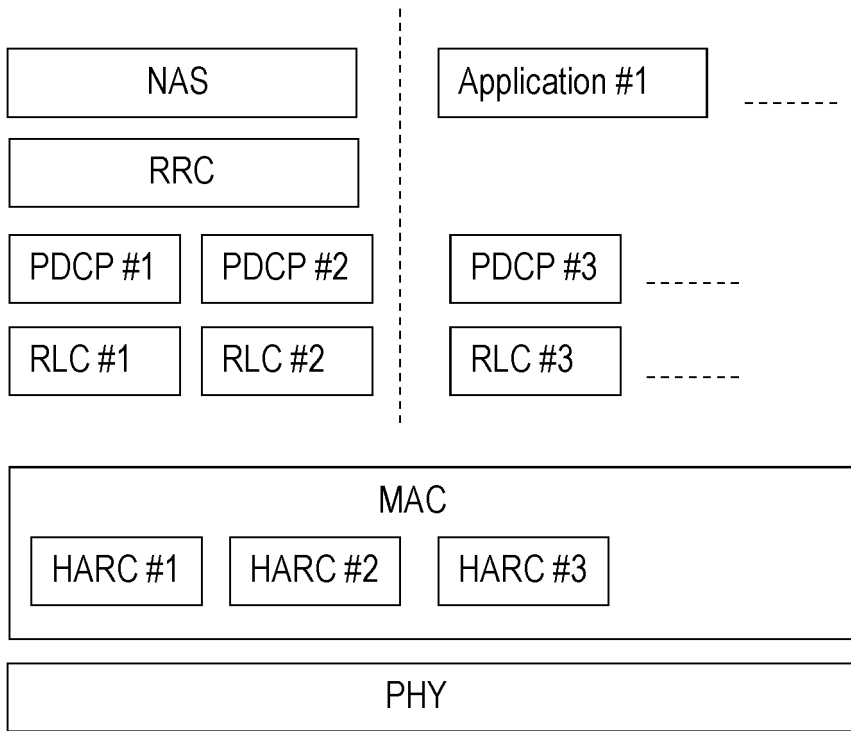 NAS
Application #1
RRC
PDCP #1
PDCP #2
PDCP #3
RLC #1
RLC #2
RLC #3
MAC
HARC #1
HARC #2
HARC #3
PHY